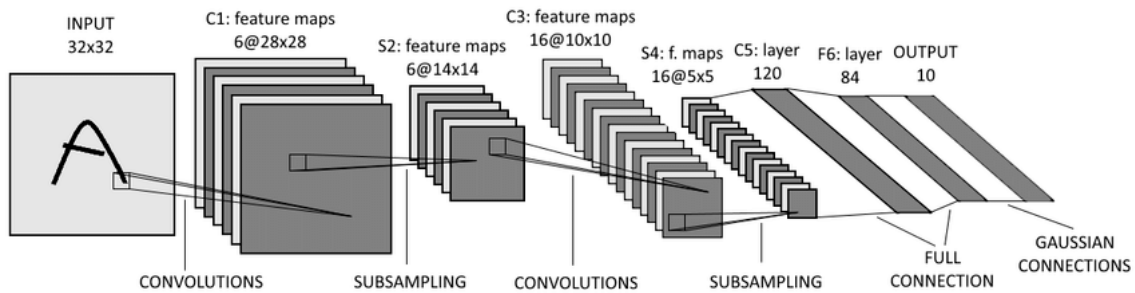 INPUT
32x32
C1: feature maps
6@28x28
S2: feature maps
6@14x14
C3: feature maps
16@10x10
S4: f. maps
16@5x5
C5: layer
120
F6: layer
84
OUTPUT
10
A
CONVOLUTIONS
SUBSAMPLING
CONVOLUTIONS
SUBSAMPLING
FULL
CONNECTION
GAUSSIAN
CONNECTIONS